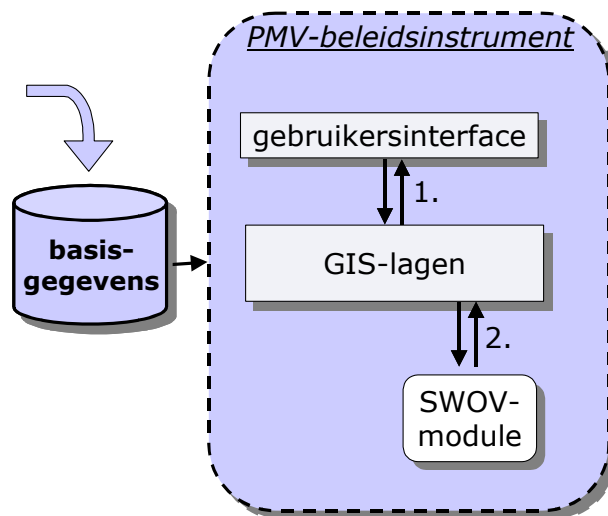 PMV-beleidsinstrument
gebruikersinterface
1.
basis-
gegevens
GIS-lagen
2.
SWOV-
module